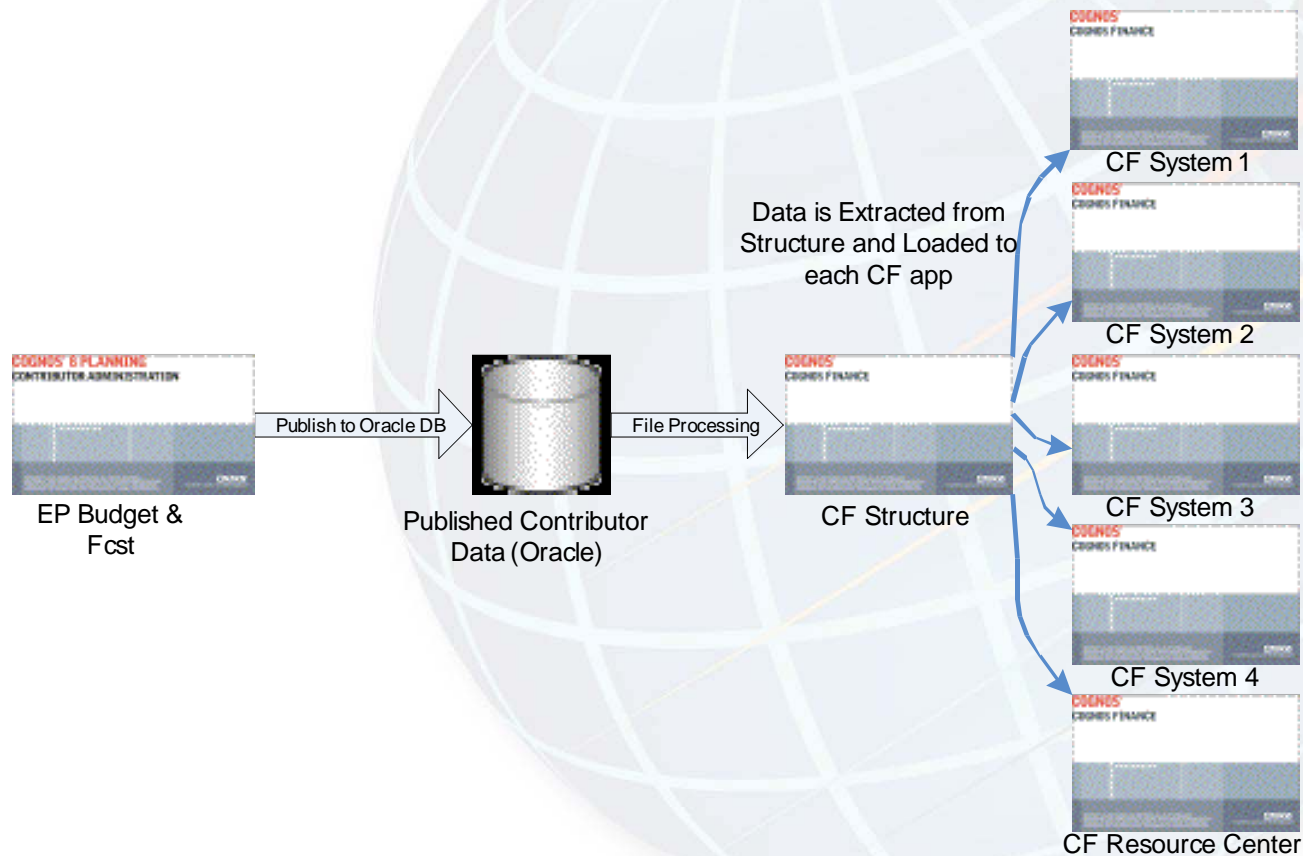 COGNOS'
COGNOS FINANCE
CF System 1
Data is Extracted from
Structure and Loaded to
each CF app
COGNOS'
COGNOS FINANCE
CF System 2
COGNOS' 8 PLANNING
CONTRIBUTOR ADMINISTRATION
Publish to Oracle DB
File Processing
COGNOS'
COGNOS FINANCE
COGNOS'
COGNOS FINANCE
EP Budget &
Fcst
Published Contributor
Data (Oracle)
CF Structure
CF System 3
COGNOS'
COGNOS FINANCE
CF System 4
COGNOS'
COGNOS FINANCE
CF Resource Center